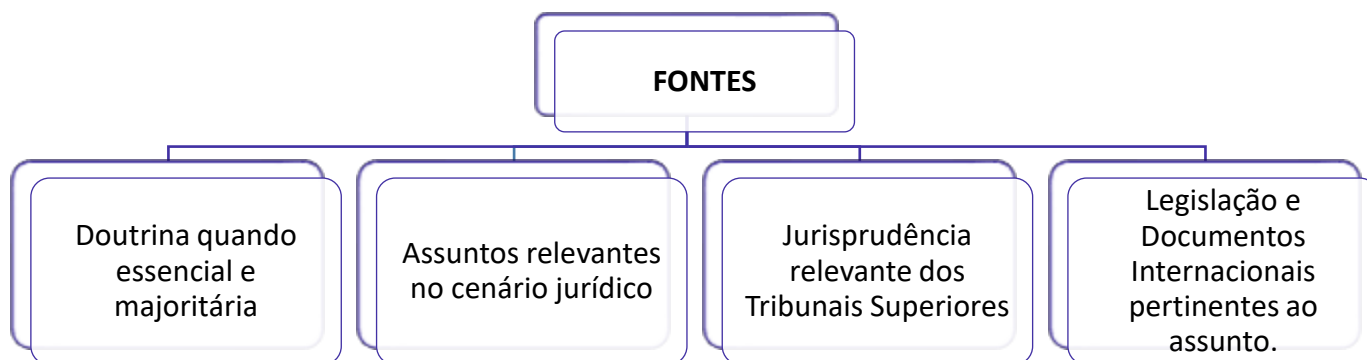 FONTES
Doutrina quando
essencial e
majoritária
Assuntos relevantes
no cenário jurídico
Jurisprudência
relevante dos
Tribunais Superiores
Legislação e
Documentos
Internacionais
pertinentes ao
assunto.